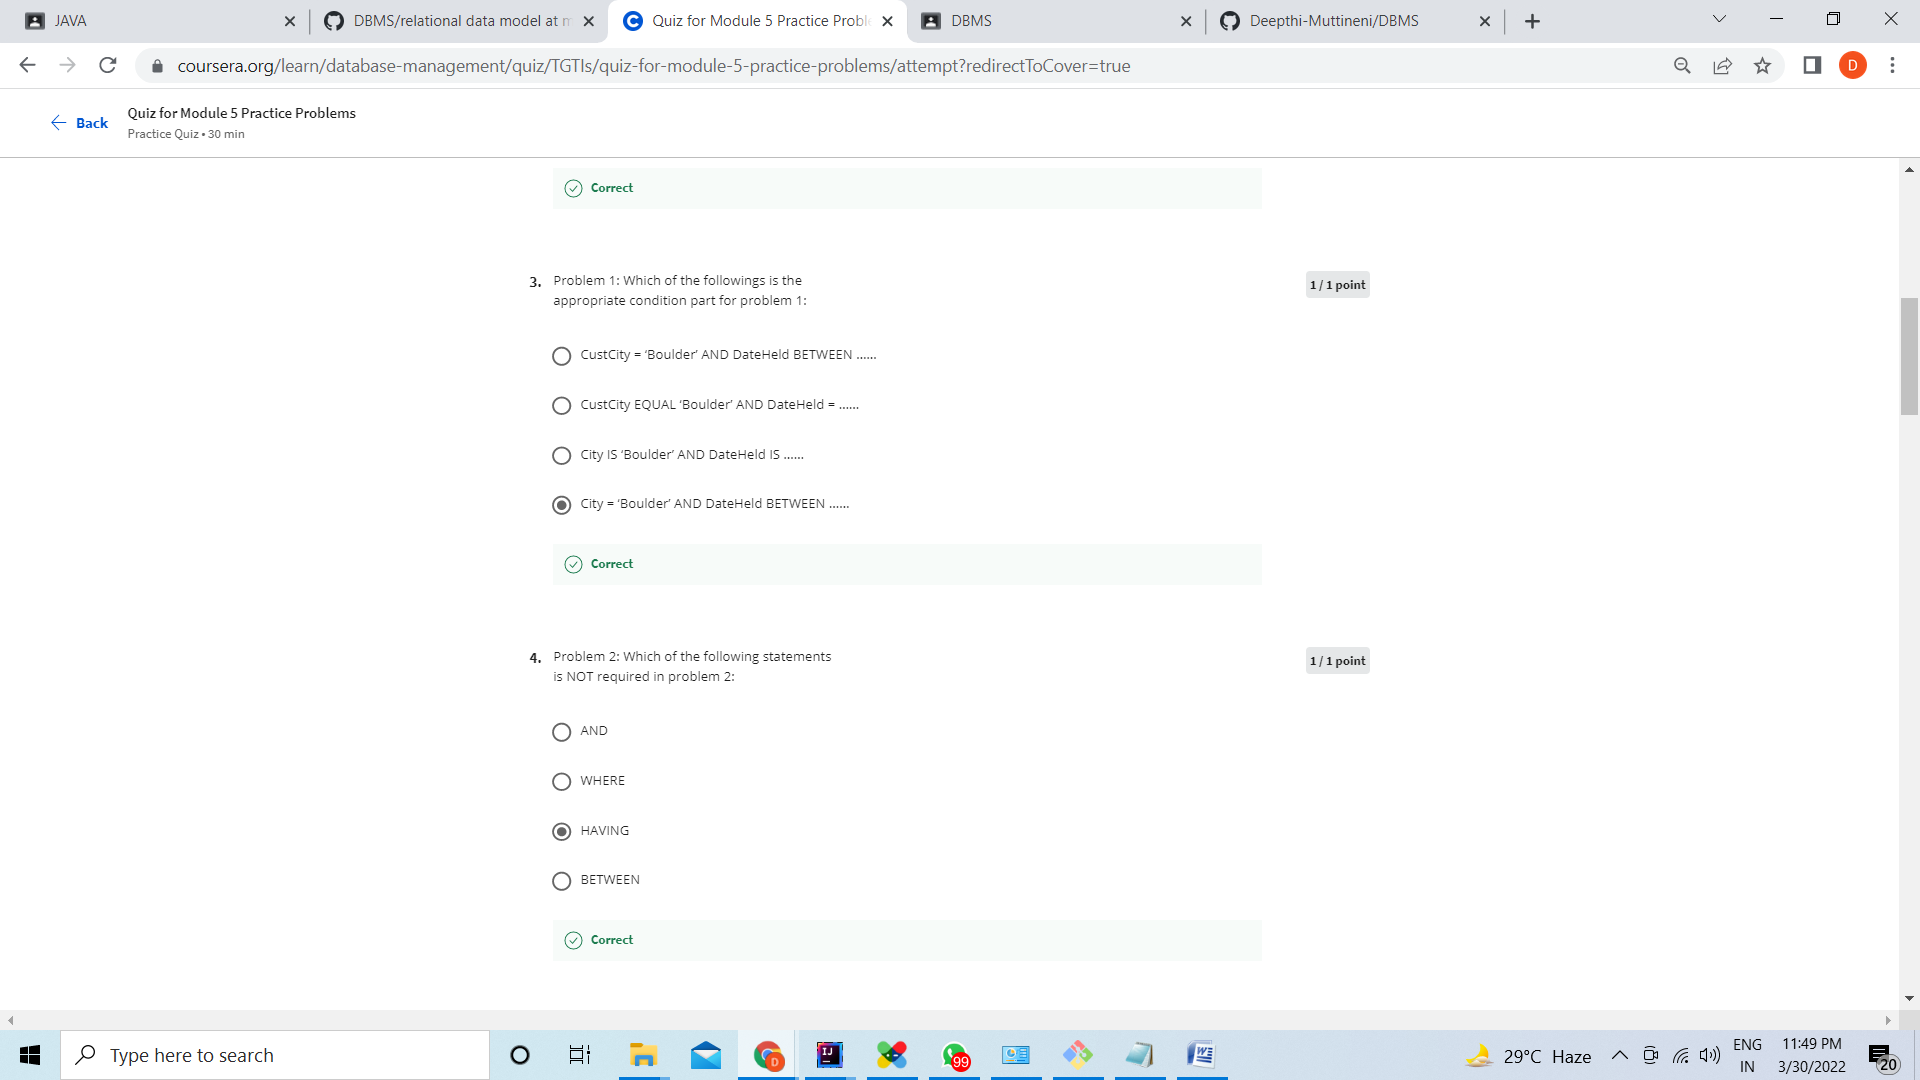 JAVA
DBMS/relational data model at m
Quiz for Module 5 Practice Proble
DBMS
Deepthi-Muttineni/DBMS
coursera.org/learn/database-management/quiz/TGTIs/quiz-for-module-5-practice-problems/attempt?redirectToCover=true
D
Back
Quiz for Module 5 Practice Problems
Practice Quiz • 30 min
Correct
3. Problem 1: Which of the followings is the
appropriate condition part for problem 1:
1 / 1 point
CustCity = ‘Boulder’ AND DateHeld BETWEEN ......
CustCity EQUAL ‘Boulder’ AND DateHeld = ......
City IS ‘Boulder’ AND DateHeld IS ......
City = ‘Boulder’ AND DateHeld BETWEEN ......
Correct
4. Problem 2: Which of the following statements
is NOT required in problem 2:
1 / 1 point
AND
WHERE
HAVING
BETWEEN
Correct
Type here to search
D
IJ
99
29°C Haze
ENG
IN
11:49 PM
3/30/2022
20